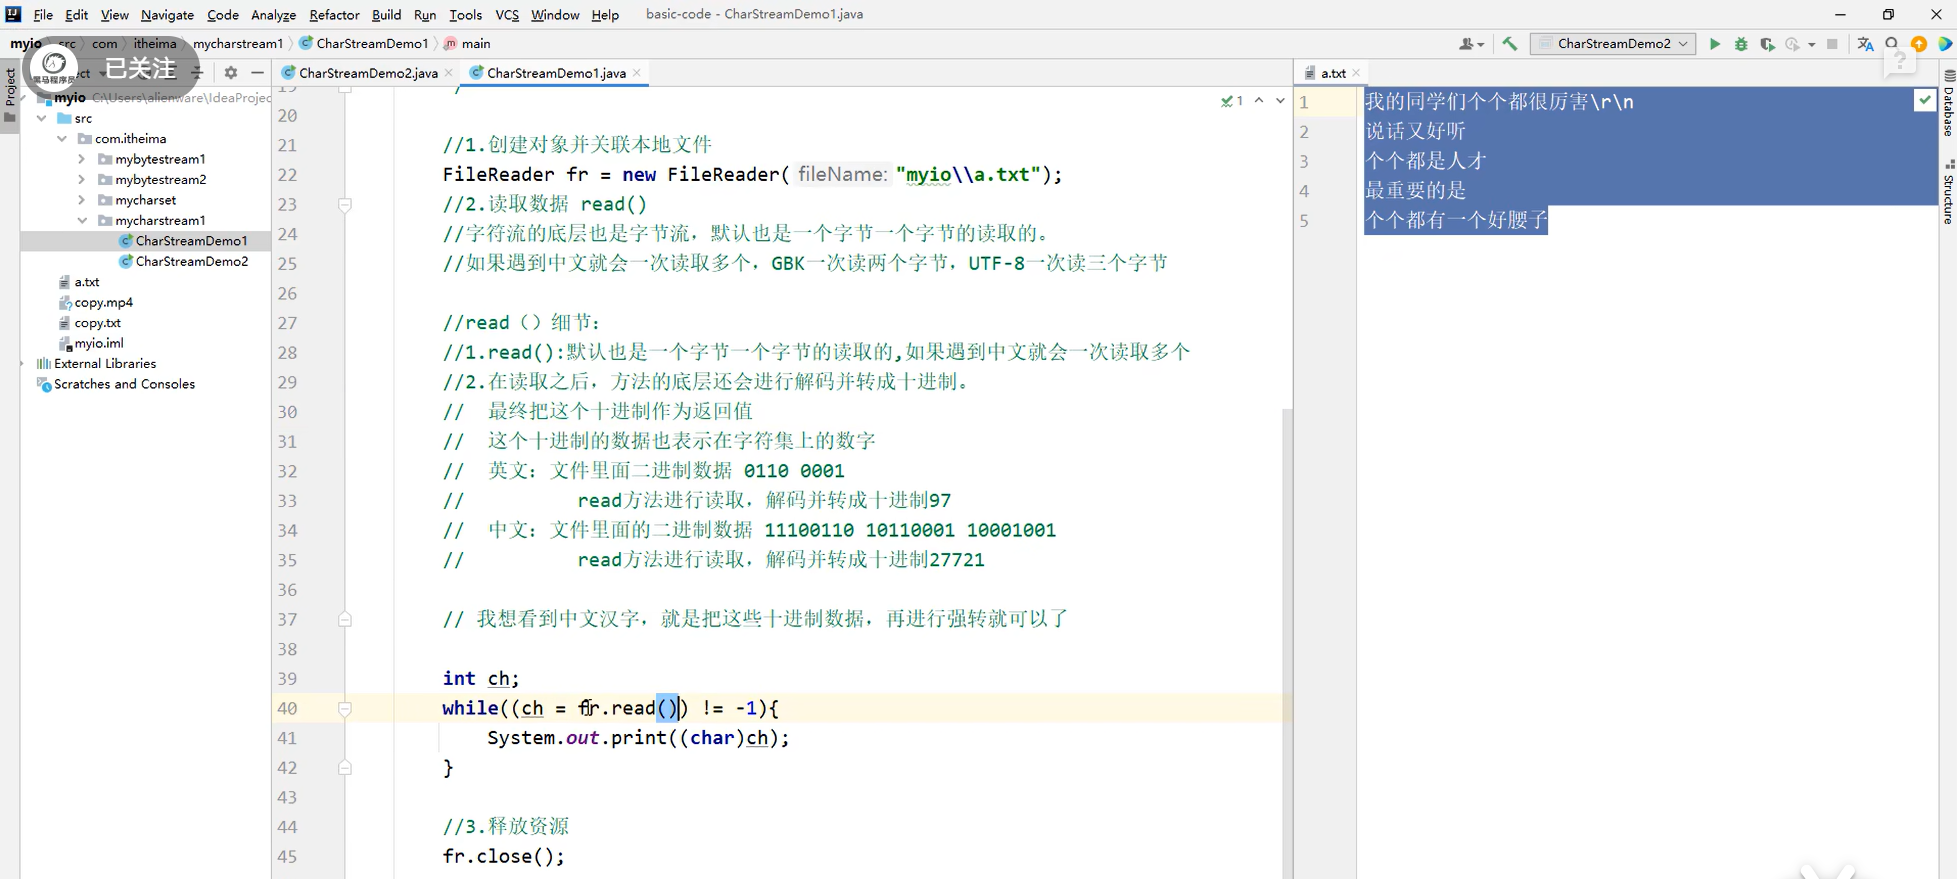 File Edit View Navigate Code Analyze Refactor Build Run Tools VCS Window Help basic-code - CharStreamDemo1.java
myio src com itheima mycharstream1 CharStreamDemo1 main CharStreamDemo2
已关注
黑马程序员
Project
CharStreamDemo2.java CharStreamDemo1.java a.txt
myio C:\Users\alienware\IdeaProjec
src
com.itheima
mybytestream1
mybytestream2
mycharset
mycharstream1
CharStreamDemo1
CharStreamDemo2
a.txt
copy.mp4
copy.txt
myio.iml
External Libraries
Scratches and Consoles
19 */
20
21 //1.创建对象并关联本地文件
22 FileReader fr = new FileReader( fileName: "myio\\a.txt");
23 //2.读取数据 read()
24 //字符流的底层也是字节流，默认也是一个字节一个字节的读取的。
25 //如果遇到中文就会一次读取多个，GBK一次读两个字节，UTF-8一次读三个字节
26
27 //read（）细节：
28 //1.read():默认也是一个字节一个字节的读取的,如果遇到中文就会一次读取多个
29 //2.在读取之后，方法的底层还会进行解码并转成十进制。
30 // 最终把这个十进制作为返回值
31 // 这个十进制的数据也表示在字符集上的数字
32 // 英文：文件里面二进制数据 0110 0001
33 // read方法进行读取，解码并转成十进制97
34 // 中文：文件里面的二进制数据 11100110 10110001 10001001
35 // read方法进行读取，解码并转成十进制27721
36
37 // 我想看到中文汉字，就是把这些十进制数据，再进行强转就可以了
38
39 int ch;
40 while((ch = fr.read()) != -1){
41 System.out.print((char)ch);
42 }
43
44 //3.释放资源
45 fr.close();
1
1 我的同学们个个都很厉害\r\n
2 说话又好听
3 个个都是人才
4 最重要的是
5 个个都有一个好腰子
Database
Structure